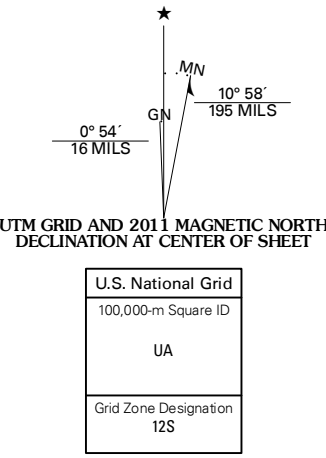 ★
MN
GN
10° 58´
195 MILS
0° 54´
16 MILS
UTM GRID AND 2011 MAGNETIC NORTH
DECLINATION AT CENTER OF SHEET
U.S. National Grid
100,000-m Square ID
UA
Grid Zone Designation
12S